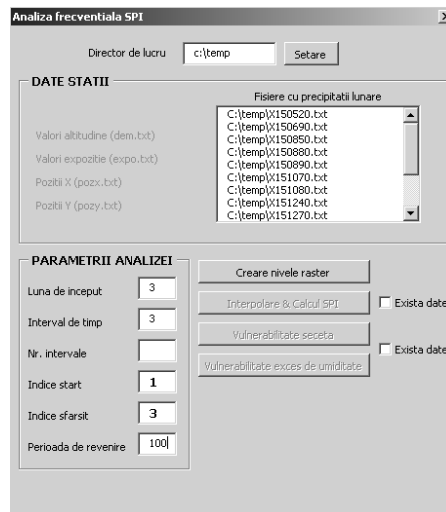 Analiza frecventiala SPI
Director de lucru c:\temp Setare
DATE STATII
Fisiere cu precipitatii lunare
Valori altitudine (dem.txt)
Valori expozitie (expo.txt)
Pozitii X (pozx.txt)
Pozitii Y (pozy.txt)
C:\temp\X150520.txt
C:\temp\X150690.txt
C:\temp\X150850.txt
C:\temp\X150880.txt
C:\temp\X150890.txt
C:\temp\X151070.txt
C:\temp\X151080.txt
C:\temp\X151240.txt
C:\temp\X151270.txt
PARAMETRII ANALIZEI
Luna de inceput 3
Interval de timp 3
Nr. intervale
Indice start 1
Indice sfarsit 3
Perioada de revenire 100
Creare nivele raster
Interpolare & Calcul SPI Exista date
Vulnerabilitate seceta
Exista date
Vulnerabilitate exces de umiditate